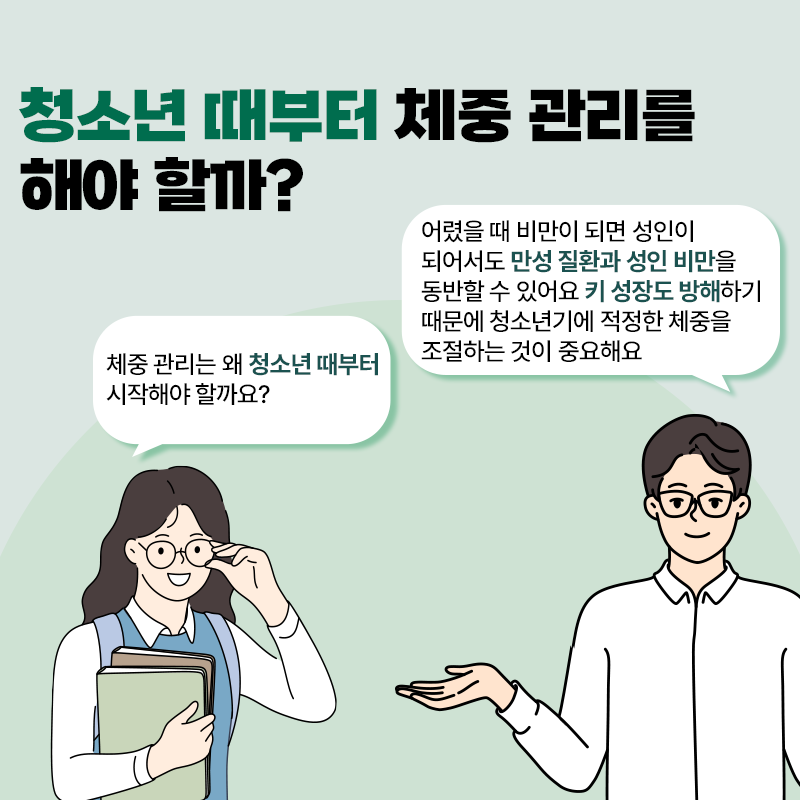 청소년 때부터 체중 관리를
해야 할까?
어렸을 때 비만이 되면 성인이
되어서도 만성 질환과 성인 비만을
동반할 수 있어요 키 성장도 방해하기
때문에 청소년기에 적정한 체중을
조절하는 것이 중요해요
체중 관리는 왜 청소년 때부터
시작해야 할까요?